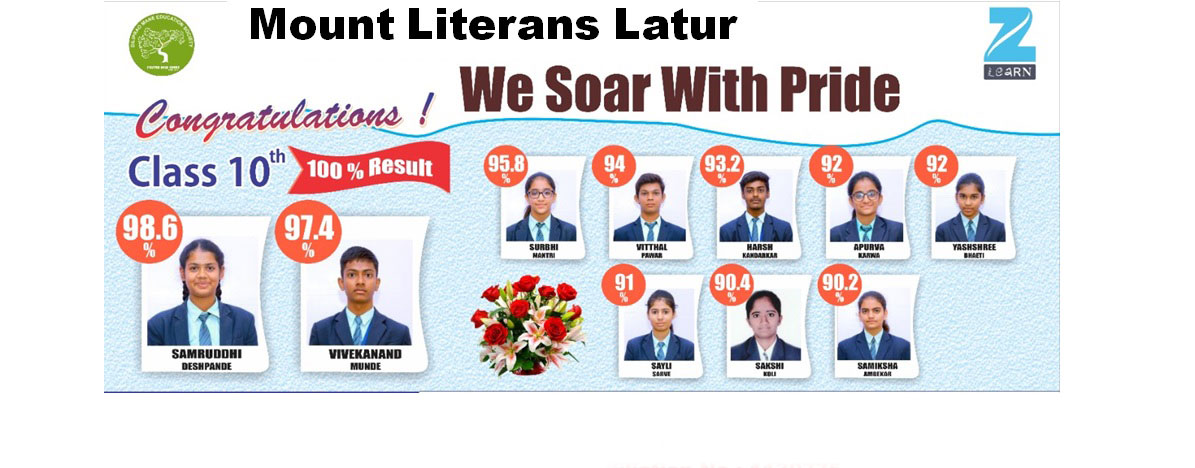 Mount Literans Latur
We Soar With Pride
Z
LEARN
Congratulations !
Class 10th
100 % Result
98.6
%
SAMRUDDHI
DESHPANDE
97.4
%
VIVEKANAND
MUNDE
95.8
%
SURBHI
MANTRI
94
%
VITTHAL
PAWAR
93.2
%
HARSH
KANDARKAR
92
%
APURVA
KARWA
92
%
YASHSHREE
BHAETI
91
%
SAYLI
90.4
%
SAKSHI
KOLI
90.2
%
SAMIKSHA
AMBEKAR